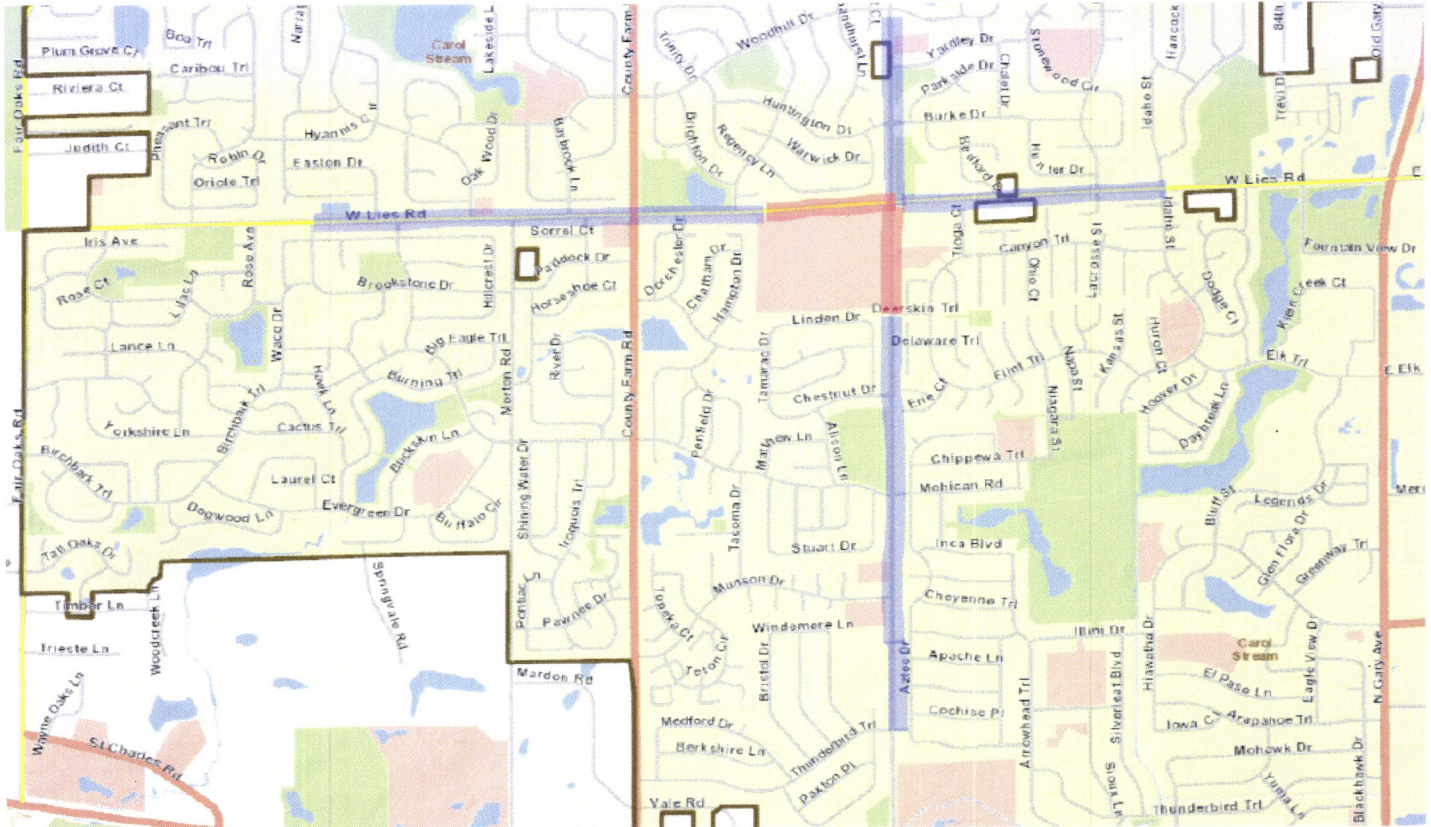 Plum Grove Ct
Boa Trl
Caribou Trl
Riviera Ct
Fair Oaks Rd
Judith Ct
Pheasant Trl
Robin Dr
Oriole Trl
Easton Dr
Carol
Stream
Oak Wood Dr
Baybrook Ln
County Farm
Trinity Dr
Woodhill Dr
Huntington Dr
Warwick Dr
Regency Ln
Brighton Dr
Yardley Dr
Parkside Dr
Chalet Dr
Stonewood Cir
Burke Dr
Idaho St
Hancock
84th
Trevi Dr
Old Gary
W Lies Rd
W Lies Rd
E
Iris Ave
Rose Ct
Lilac Ln
Rose Ave
Brookstone Dr
Hillcrest Dr
Sorrel Ct
Paddock Dr
Horseshoe Ct
Dorchester Dr
Chatham Dr
Hampton Dr
Tioga Ct
Canyon Trl
Ohio Ct
Idaho St
Dodge Ct
Fountain View Dr
Klein Creek Ct
Linden Dr
Deerskin Trl
Delaware Trl
Lance Ln
Waco Dr
Big Eagle Trl
Burning Trl
Hawk Ln
Morton Rd
River Dr
County Farm Rd
Tamarac Dr
Chestnut Dr
Erie Ct
Flint Trl
Napa St
Kansas St
Huron Ct
Hoover Dr
Elk Trl
E Elk
Yorkshire Ln
Birchbark Trl
Cactus Trl
Buckskin Ln
Penfield Dr
Alison Ln
Niagara St
Daybreak Ln
Chippewa Trl
Mohican Rd
Fair Oaks Rd
Birchbark Trl
Laurel Ct
Dogwood Ln
Evergreen Dr
Buffalo Cir
Shining Water Dr
Iroquois Trl
Tacoma Dr
Stuart Dr
Inca Blvd
Bluff St
Legends Dr
Glen Flora Dr
Greenway Trl
Tall Oaks Dr
Timber Ln
Woodcreek Ln
Springvale Rd
Pontiac Ln
Pawnee Dr
Topeka Ct
Munson Dr
Cheyenne Trl
Windemere Ln
Illini Dr
Trieste Ln
Mardon Rd
Teton Cir
Bristol Dr
Aztec Dr
Apache Ln
Arrowhead Trl
Silverleaf Blvd
Hiawatha Dr
Carol
Stream
El Paso Ln
Eagle View Dr
N Gary Ave
Wayne Oaks Ln
St Charles Rd
Medford Dr
Berkshire Ln
Thunderbird Trl
Paxton Pl
Cochise Pl
Iowa Ct
Arapahoe Trl
Mohawk Dr
Yuma Ln
Blackhawk Dr
Vale Rd
Sioux Ln
Thunderbird Trl